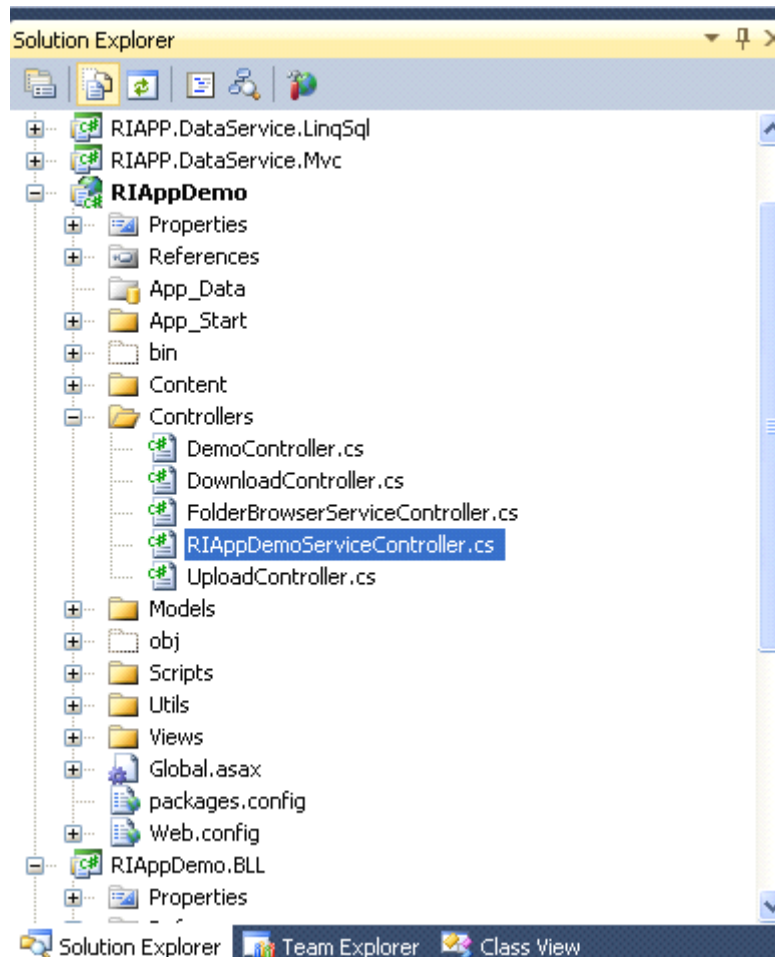 Solution Explorer
RIAPP.DataService.LinqSql
RIAPP.DataService.Mvc
RIAppDemo
Properties
References
App_Data
App_Start
bin
Content
Controllers
DemoController.cs
DownloadController.cs
FolderBrowserServiceController.cs
RIAppDemoServiceController.cs
UploadController.cs
Models
obj
Scripts
Utils
Views
Global.asax
packages.config
Web.config
RIAppDemo.BLL
Properties
Solution Explorer Team Explorer Class View